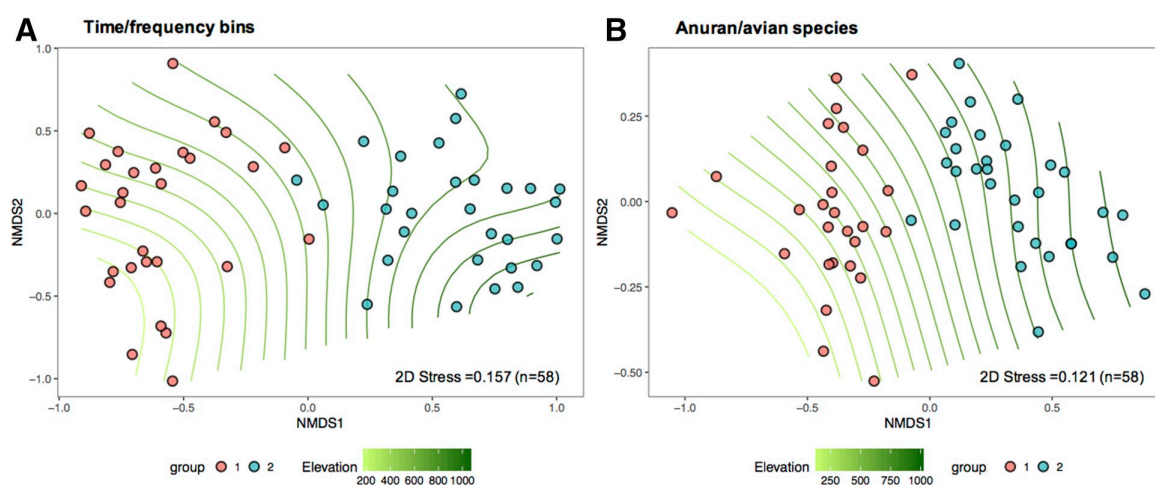 A
Time/frequency bins
NMDS2
1.0
0.5
0.0
−0.5
−1.0
2D Stress =0.157 (n=58)
−1.0 −0.5 0.0 0.5 1.0
NMDS1
group 1 2 Elevation
200 400 600 800 1000
B
Anuran/avian species
NMDS2
0.25
0.00
−0.25
−0.50
2D Stress =0.121 (n=58)
−1.0 −0.5 0.0 0.5
NMDS1
Elevation
250 500 750 1000
group 1 2